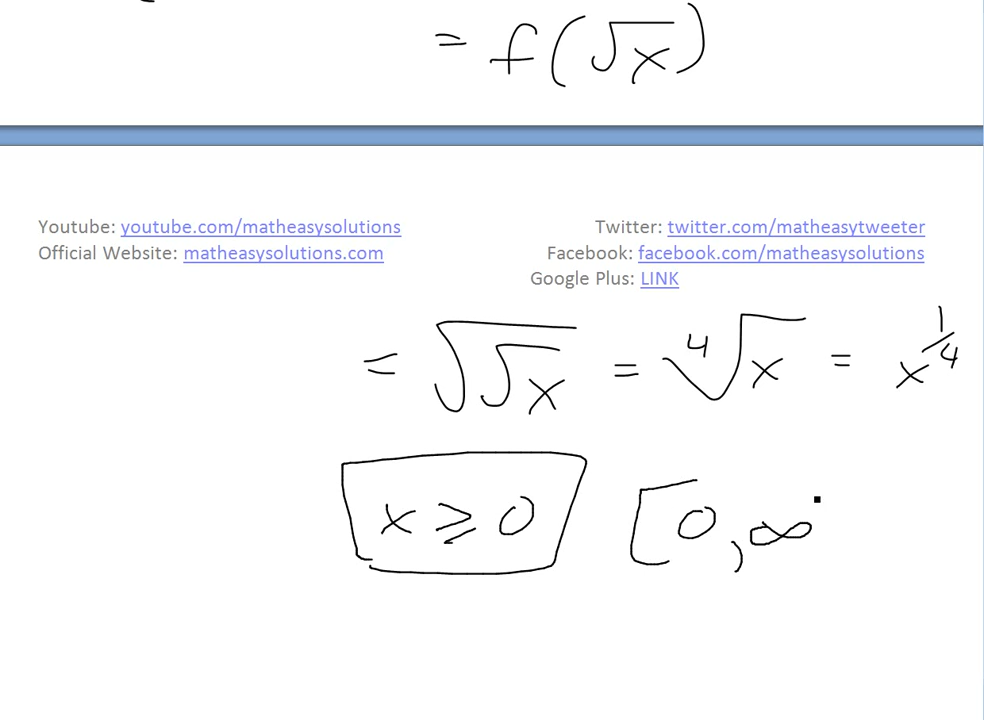 = f(√x)
Youtube: youtube.com/matheasysolutions Twitter: twitter.com/matheasytweeter
Official Website: matheasysolutions.com Facebook: facebook.com/matheasysolutions
Google Plus: LINK
= √√x = ⁴√x = x^1/4
x ≥ 0 [0, ∞